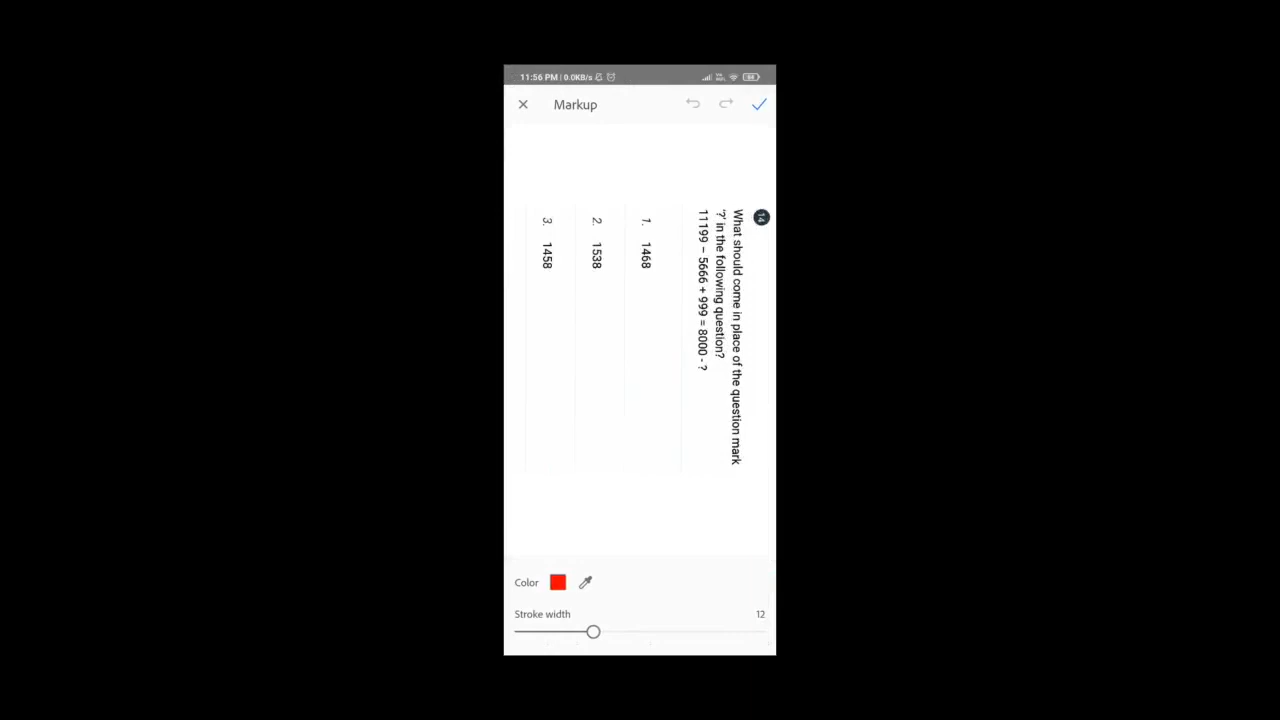 11:56 PM | 0.0KB/s
64
Markup
14
What should come in place of the question mark
'?' in the following question?
11199 − 5666 + 999 = 8000 - ?
1. 1468
2. 1538
3. 1458
Color
Stroke width 12